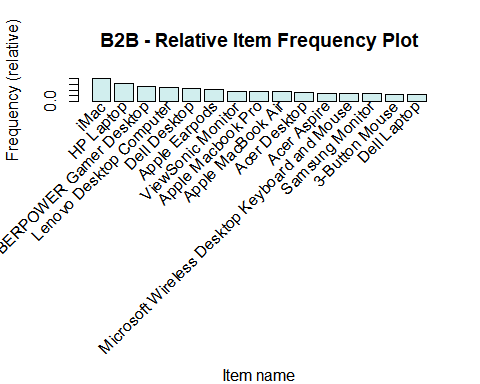 B2B - Relative Item Frequency Plot
Frequency (relative)
0.0
iMac
HP Laptop
BERPOWER Gamer Desktop
Lenovo Desktop Computer
Dell Desktop
Apple Earpods
ViewSonic Monitor
Apple Macbook Pro
Apple MacBook Air
Acer Desktop
Acer Aspire
Microsoft Wireless Desktop Keyboard and Mouse
Samsung Monitor
3-Button Mouse
Dell Laptop
Item name